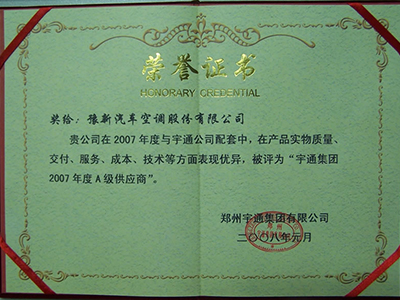 荣誉证书
HONORARY CREDENTIAL
奖给：豫新汽车空调股份有限公司
贵公司在2007年度与宇通公司配套中，在产品实物质量、
交付、服务、成本、技术等方面表现优异，被评为“宇通集团
2007年度A级供应商”。
郑州宇通集团有限公司
二〇〇八年元月